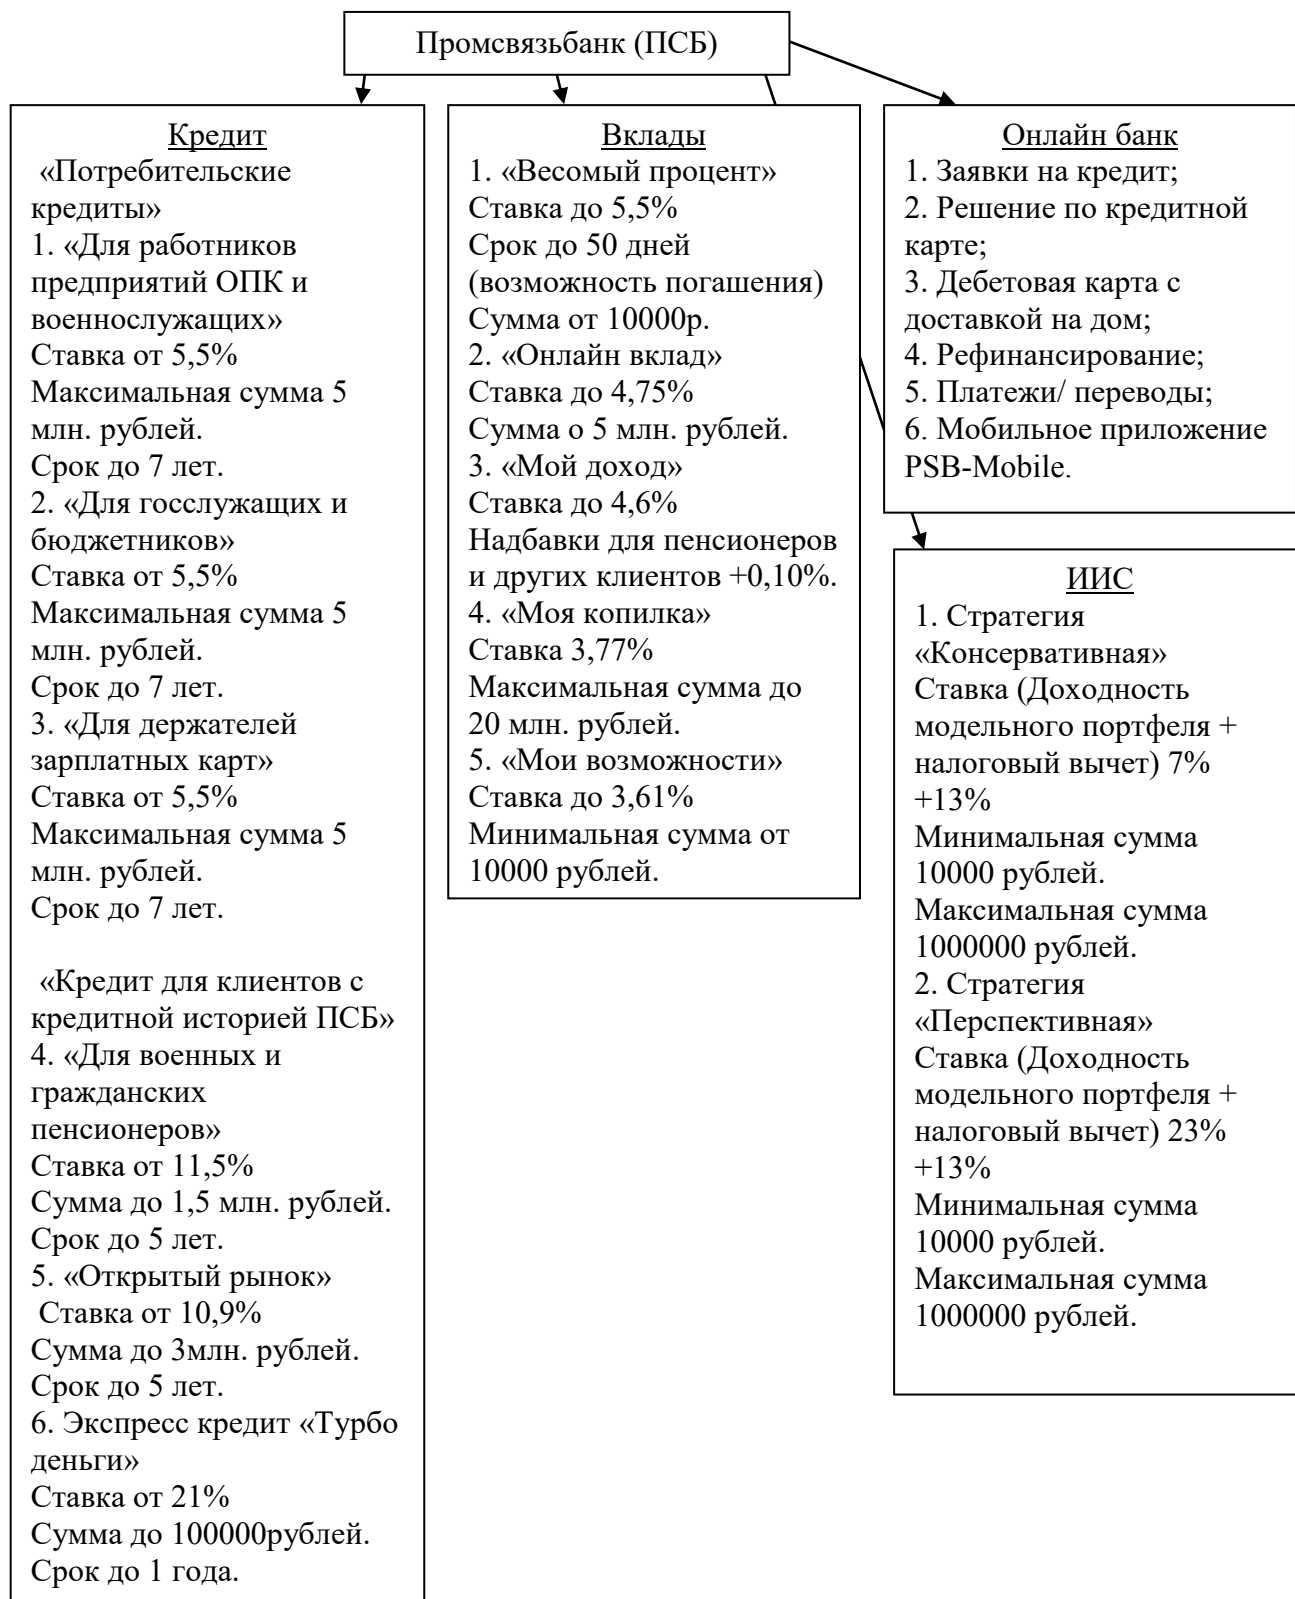 Промсвязьбанк (ПСБ)
Кредит
«Потребительские
кредиты»
1. «Для работников
предприятий ОПК и
военнослужащих»
Ставка от 5,5%
Максимальная сумма 5
млн. рублей.
Срок до 7 лет.
2. «Для госслужащих и
бюджетников»
Ставка от 5,5%
Максимальная сумма 5
млн. рублей.
Срок до 7 лет.
3. «Для держателей
зарплатных карт»
Ставка от 5,5%
Максимальная сумма 5
млн. рублей.
Срок до 7 лет.
«Кредит для клиентов с
кредитной историей ПСБ»
4. «Для военных и
гражданских
пенсионеров»
Ставка от 11,5%
Сумма до 1,5 млн. рублей.
Срок до 5 лет.
5. «Открытый рынок»
Ставка от 10,9%
Сумма до 3млн. рублей.
Срок до 5 лет.
6. Экспресс кредит «Турбо
деньги»
Ставка от 21%
Сумма до 100000рублей.
Срок до 1 года.
Вклады
1. «Весомый процент»
Ставка до 5,5%
Срок до 50 дней
(возможность погашения)
Сумма от 10000р.
2. «Онлайн вклад»
Ставка до 4,75%
Сумма о 5 млн. рублей.
3. «Мой доход»
Ставка до 4,6%
Надбавки для пенсионеров
и других клиентов +0,10%.
4. «Моя копилка»
Ставка 3,77%
Максимальная сумма до
20 млн. рублей.
5. «Мои возможности»
Ставка до 3,61%
Минимальная сумма от
10000 рублей.
Онлайн банк
1. Заявки на кредит;
2. Решение по кредитной
карте;
3. Дебетовая карта с
доставкой на дом;
4. Рефинансирование;
5. Платежи/ переводы;
6. Мобильное приложение
PSB-Mobile.
ИИС
1. Стратегия
«Консервативная»
Ставка (Доходность
модельного портфеля +
налоговый вычет) 7%
+13%
Минимальная сумма
10000 рублей.
Максимальная сумма
1000000 рублей.
2. Стратегия
«Перспективная»
Ставка (Доходность
модельного портфеля +
налоговый вычет) 23%
+13%
Минимальная сумма
10000 рублей.
Максимальная сумма
1000000 рублей.